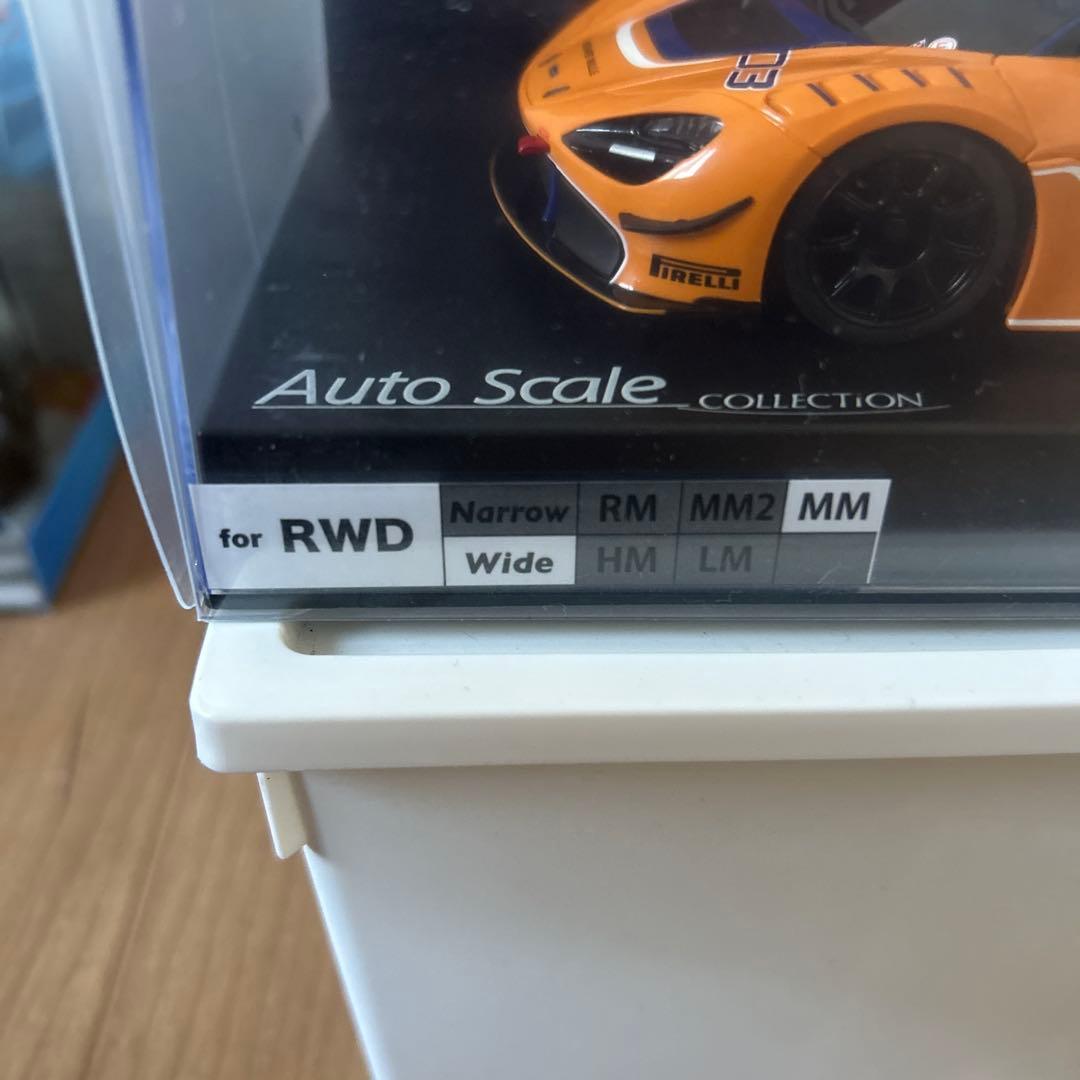 03
PIRELLI
Auto Scale COLLECTiON
for RWD
Narrow RM MM2 MM
Wide HM LM